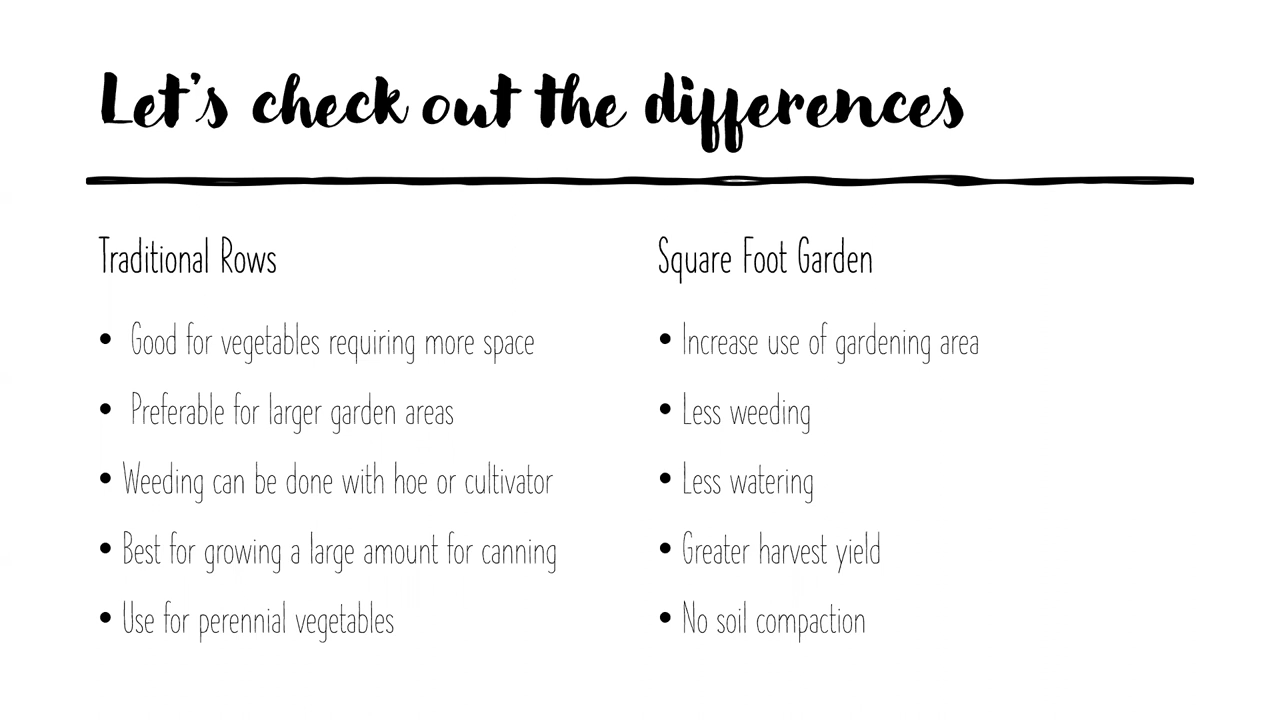 Let's check out the differences
Traditional Rows
• Good for vegetables requiring more space
• Preferable for larger garden areas
• Weeding can be done with hoe or cultivator
• Best for growing a large amount for canning
• Use for perennial vegetables
Square Foot Garden
• Increase use of gardening area
• Less weeding
• Less watering
• Greater harvest yield
• No soil compaction